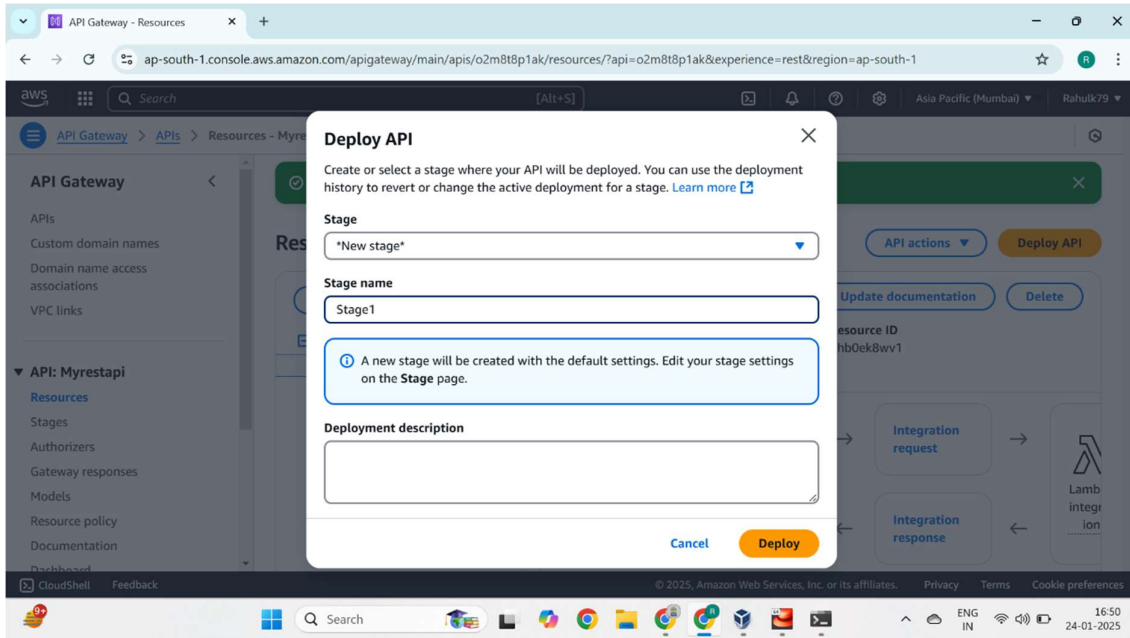 API Gateway - Resources
ap-south-1.console.aws.amazon.com/apigateway/main/apis/o2m8t8p1ak/resources/?api=o2m8t8p1ak&experience=rest&region=ap-south-1
R
aws
Search
[Alt+S]
Asia Pacific (Mumbai)
Rahulk79
API Gateway > APIs > Resources - Myre
API Gateway
APIs
Custom domain names
Domain name access
associations
VPC links
API: Myrestapi
Resources
Stages
Authorizers
Gateway responses
Models
Resource policy
Documentation
Dashboard
Res
API actions
Deploy API
Update documentation
Delete
esource ID
hb0ek8wv1
Integration
request
Integration
response
Lamb
integr
ion
Deploy API
Create or select a stage where your API will be deployed. You can use the deployment
history to revert or change the active deployment for a stage. Learn more
Stage
*New stage*
Stage name
Stage1
A new stage will be created with the default settings. Edit your stage settings
on the Stage page.
Deployment description
Cancel
Deploy
CloudShell
Feedback
© 2025, Amazon Web Services, Inc. or its affiliates.
Privacy
Terms
Cookie preferences
9+
Search
R
ENG
IN
16:50
24-01-2025